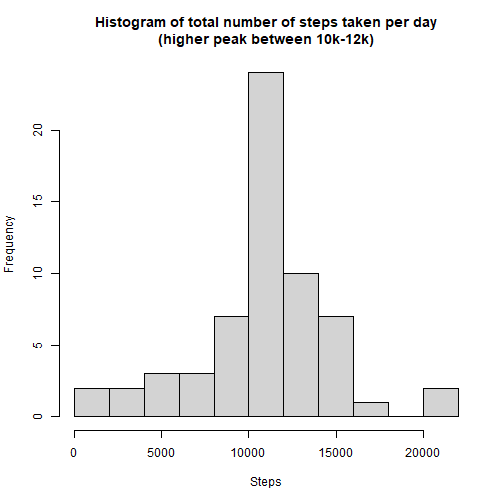 Histogram of total number of steps taken per day
(higher peak between 10k-12k)
Frequency
20
15
10
5
0
0 5000 10000 15000 20000
Steps